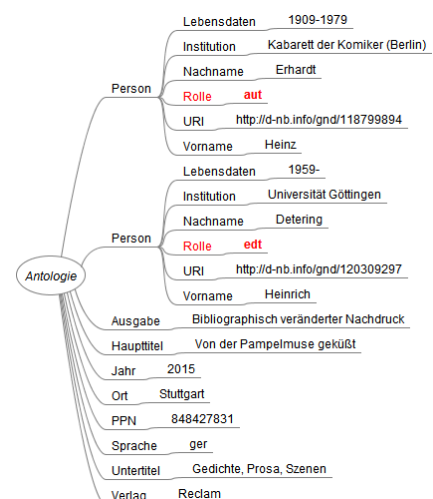 Lebensdaten 1909-1979
Institution Kabarett der Komiker (Berlin)
Nachname Erhardt
Person
Rolle aut
URI http://d-nb.info/gnd/118799894
Vorname Heinz
Lebensdaten 1959-
Institution Universität Göttingen
Nachname Detering
Person
Rolle edt
URI http://d-nb.info/gnd/120309297
Antologie
Vorname Heinrich
Ausgabe Bibliographisch veränderter Nachdruck
Haupttitel Von der Pampelmuse geküßt
Jahr 2015
Ort Stuttgart
PPN 848427831
Sprache ger
Untertitel Gedichte, Prosa, Szenen
Verlag Reclam